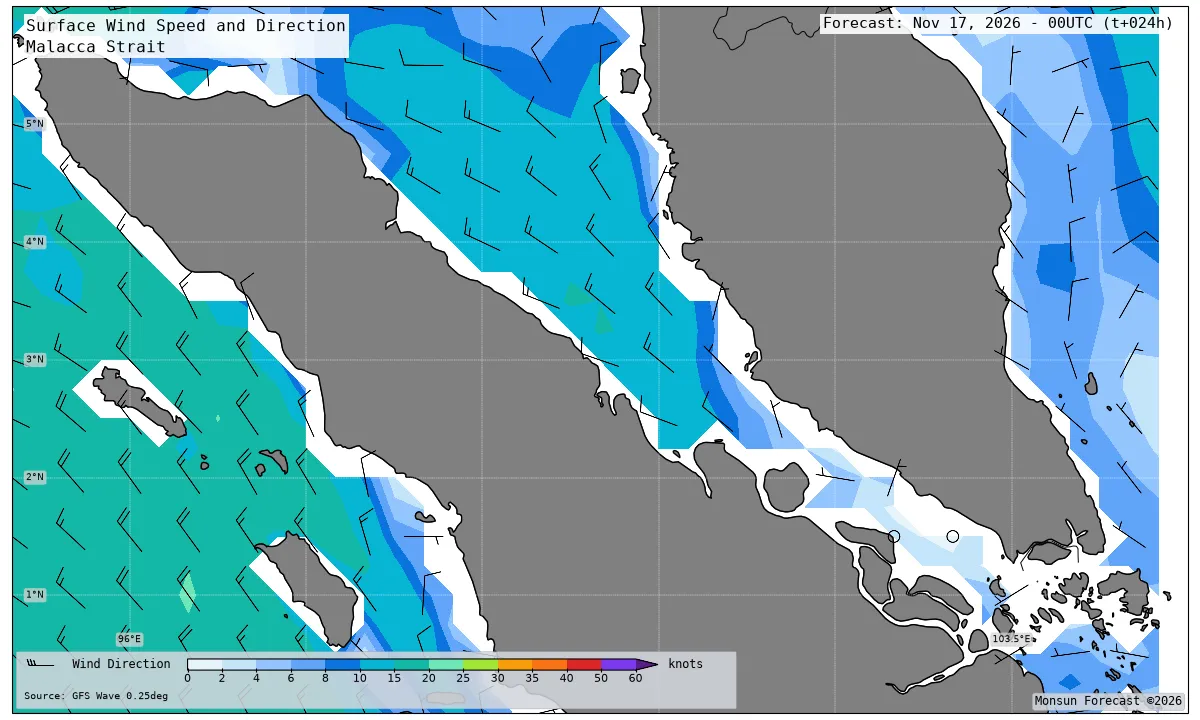 Surface Wind Speed and Direction
Malacca Strait
Forecast: Nov 17, 2026 - 00UTC (t+024h)
5°N
4°N
3°N
2°N
1°N
96°E
103.5°E
Wind Direction
knots
0 2 4 6 8 10 15 20 25 30 35 40 50 60
Source: GFS Wave 0.25deg
Monsun Forecast ©2026